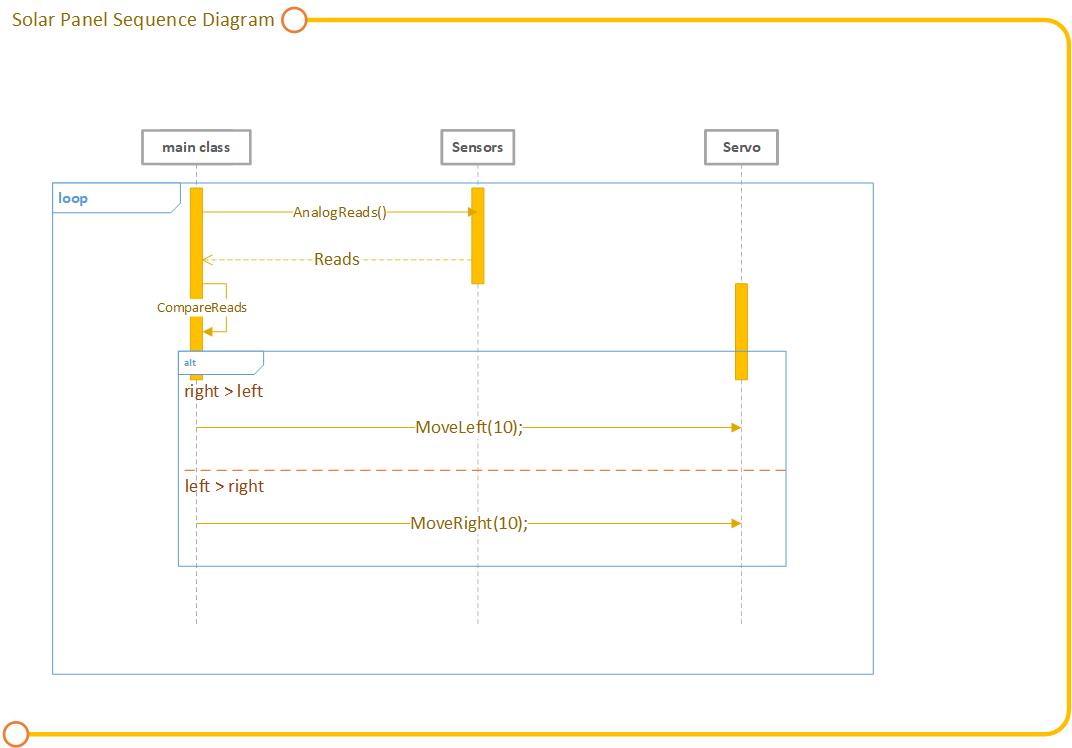 Solar Panel Sequence Diagram
main class
Sensors
Servo
loop
AnalogReads()
Reads
CompareReads
alt
right > left
MoveLeft(10);
left > right
MoveRight(10);